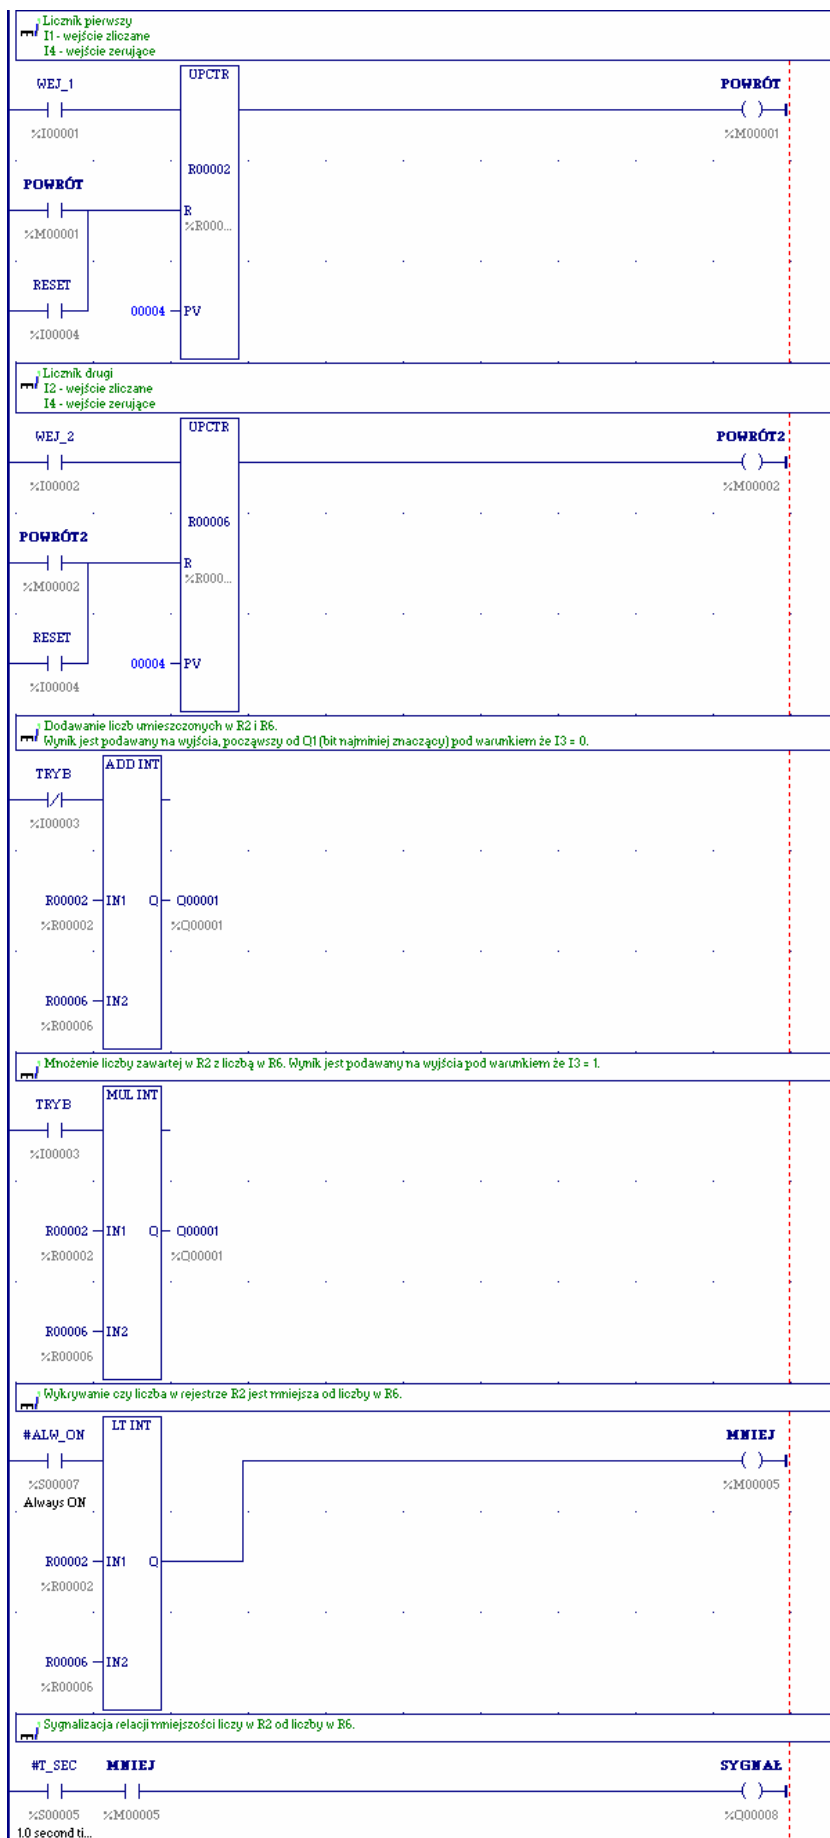 Licznik pierwszy
I1 - wejście zliczane
I4 - wejście zerujące
UPCTR
WEJ_1
POWRÓT
%I00001
%M00001
R00002
POWRÓT
R
%M00001
%R000...
RESET
00004
PV
%I00004
Licznik drugi
I2 - wejście zliczane
I4 - wejście zerujące
UPCTR
WEJ_2
POWRÓT2
%I00002
%M00002
R00006
POWRÓT2
R
%M00002
%R000...
RESET
00004
PV
%I00004
Dodawanie liczb umieszczonych w R2 i R6.
Wynik jest podawany na wyjścia, począwszy od Q1 (bit najmniej znaczący) pod warunkiem że I3 = 0.
ADD INT
TRYB
%I00003
R00002 IN1 Q Q00001
%R00002 %Q00001
R00006 IN2
%R00006
Mnożenie liczby zawartej w R2 z liczbą w R6. Wynik jest podawany na wyjścia pod warunkiem że I3 = 1.
MUL INT
TRYB
%I00003
R00002 IN1 Q Q00001
%R00002 %Q00001
R00006 IN2
%R00006
Wykrywanie czy liczba w rejestrze R2 jest mniejsza od liczby w R6.
LT INT
#ALW_ON
MNIEJ
%S00007
%M00005
Always ON
R00002 IN1 Q
%R00002
R00006 IN2
%R00006
Sygnalizacja relacji mniejszości liczy w R2 od liczby w R6.
#T_SEC MNIEJ SYGNAŁ
%S00005 %M00005 %Q00008
1.0 second ti...